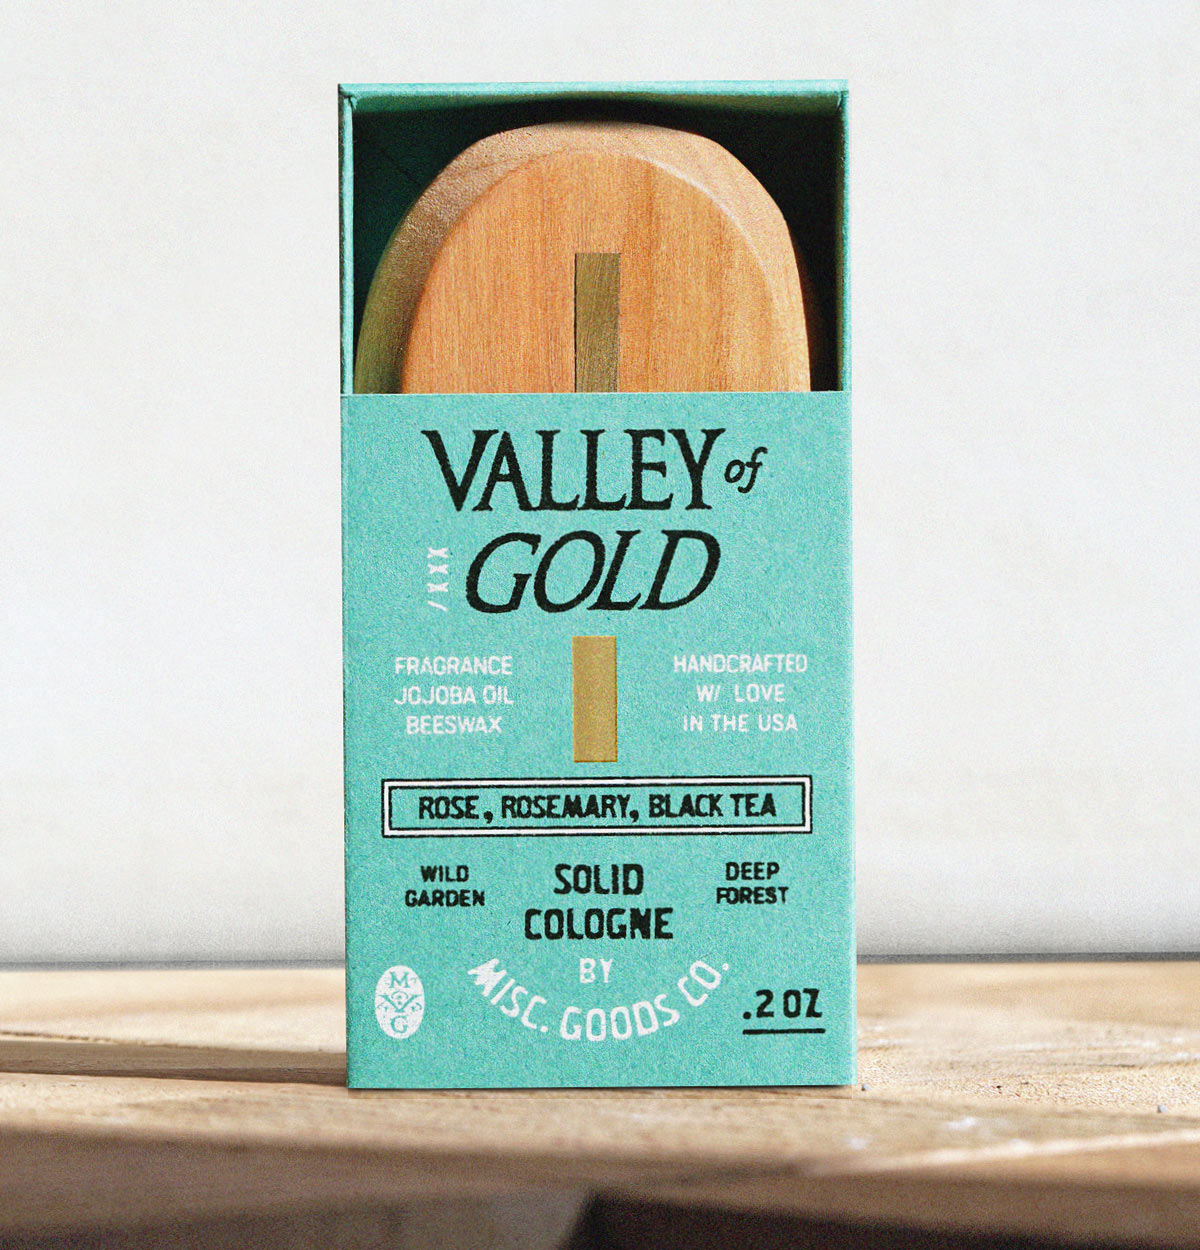 VALLEY of
GOLD
XXX/
FRAGRANCE
JOJOBA OIL
BEESWAX
HANDCRAFTED
W/ LOVE
IN THE USA
ROSE, ROSEMARY, BLACK TEA
WILD
GARDEN
SOLID
COLOGNE
DEEP
FOREST
BY
MISC. GOODS CO.
M
G
.2 OZ